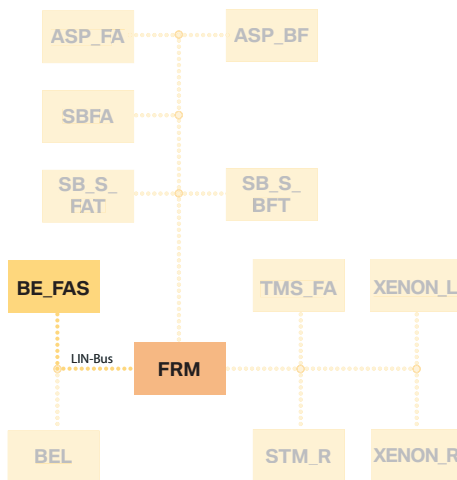 ASP_FA
ASP_BF
SBFA
SB_S_
FAT
SB_S_
BFT
BE_FAS
TMS_FA
XENON_L
LIN-Bus
FRM
BEL
STM_R
XENON_R